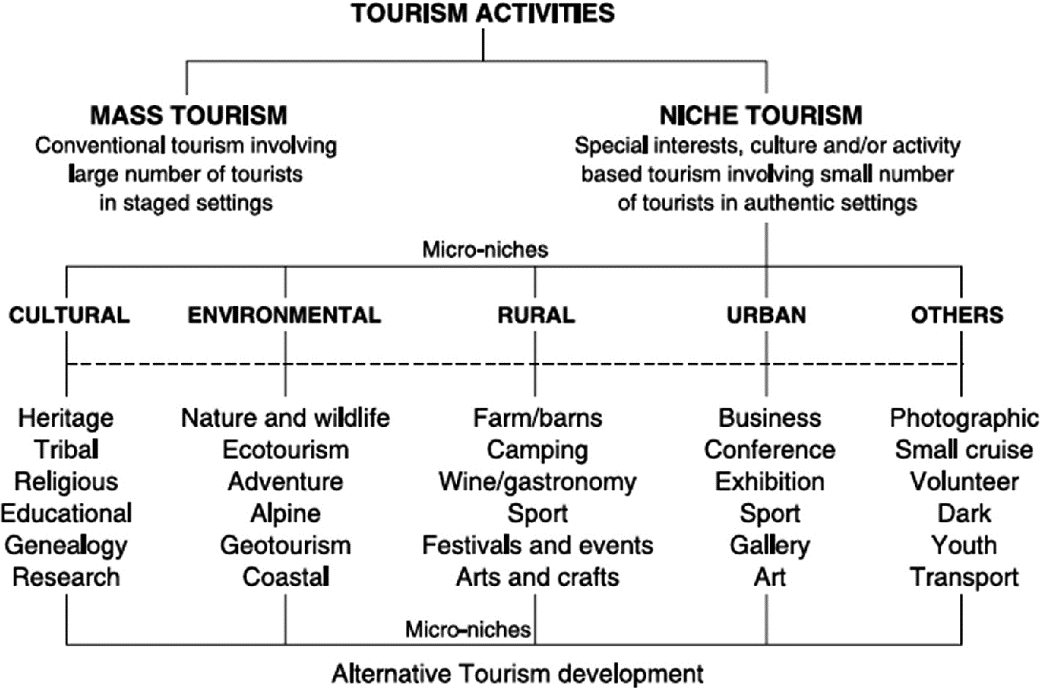 TOURISM ACTIVITIES
MASS TOURISM
Conventional tourism involving
large number of tourists
in staged settings
NICHE TOURISM
Special interests, culture and/or activity
based tourism involving small number
of tourists in authentic settings
Micro-niches
CULTURAL
ENVIRONMENTAL
RURAL
URBAN
OTHERS
Heritage
Tribal
Religious
Educational
Genealogy
Research
Nature and wildlife
Ecotourism
Adventure
Alpine
Geotourism
Coastal
Farm/barns
Camping
Wine/gastronomy
Sport
Festivals and events
Arts and crafts
Business
Conference
Exhibition
Sport
Gallery
Art
Photographic
Small cruise
Volunteer
Dark
Youth
Transport
Micro-niches
Alternative Tourism development